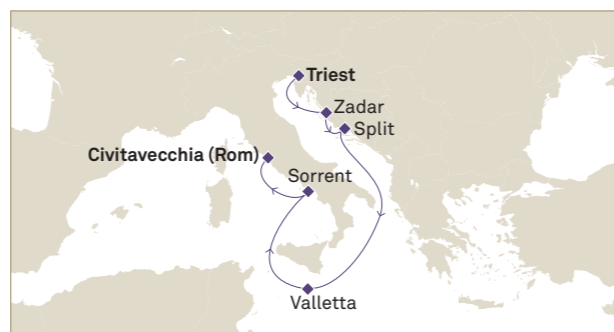 Triest
Zadar
Split
Civitavecchia (Rom)
Sorrent
Valletta